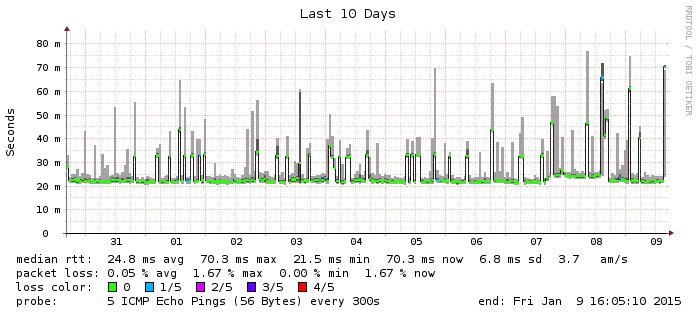 Last 10 Days
RRDTOOL / TOBI OETIKER
Seconds
80 m
70 m
60 m
50 m
40 m
30 m
20 m
10 m
0
31 01 02 03 04 05 06 07 08 09
median rtt: 24.8 ms avg 70.3 ms max 21.5 ms min 70.3 ms now 6.8 ms sd 3.7 am/s
packet loss: 0.05 % avg 1.67 % max 0.00 % min 1.67 % now
loss color: 0 1/5 2/5 3/5 4/5
probe: 5 ICMP Echo Pings (56 Bytes) every 300s end: Fri Jan 9 16:05:10 2015